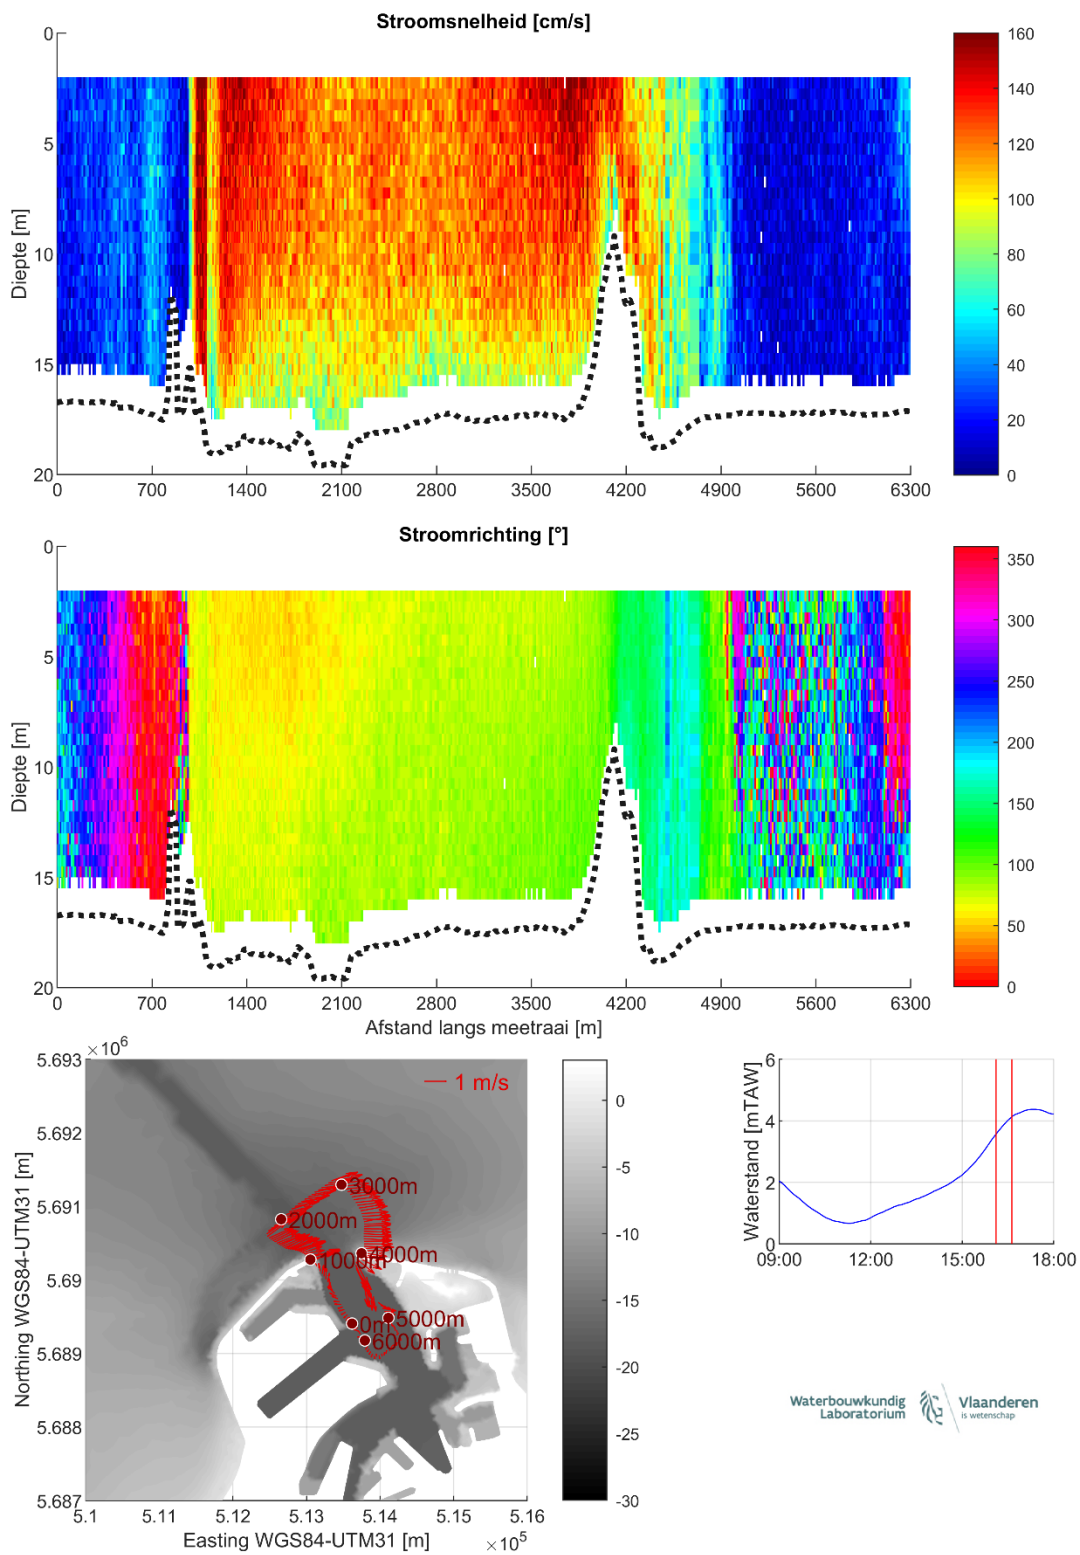 Stroomsnelheid [cm/s]
0
5
10
15
20
Diepte [m]
0 700 1400 2100 2800 3500 4200 4900 5600 6300
160
140
120
100
80
60
40
20
0
Stroomrichting [°]
0
5
10
15
20
Diepte [m]
0 700 1400 2100 2800 3500 4200 4900 5600 6300
Afstand langs meetraai [m]
350
300
250
200
150
100
50
0
×10⁶
5.693
5.692
5.691
5.69
5.689
5.688
5.687
Northing WGS84-UTM31 [m]
1 m/s
3000m
2000m
1000m
4000m
0m
5000m
6000m
5.1 5.11 5.12 5.13 5.14 5.15 5.16
Easting WGS84-UTM31 [m]
×10⁵
0
-5
-10
-15
-20
-25
-30
Waterstand [mTAW]
6
4
2
0
09:00 12:00 15:00 18:00
Waterbouwkundig
Laboratorium
Vlaanderen
is wetenschap